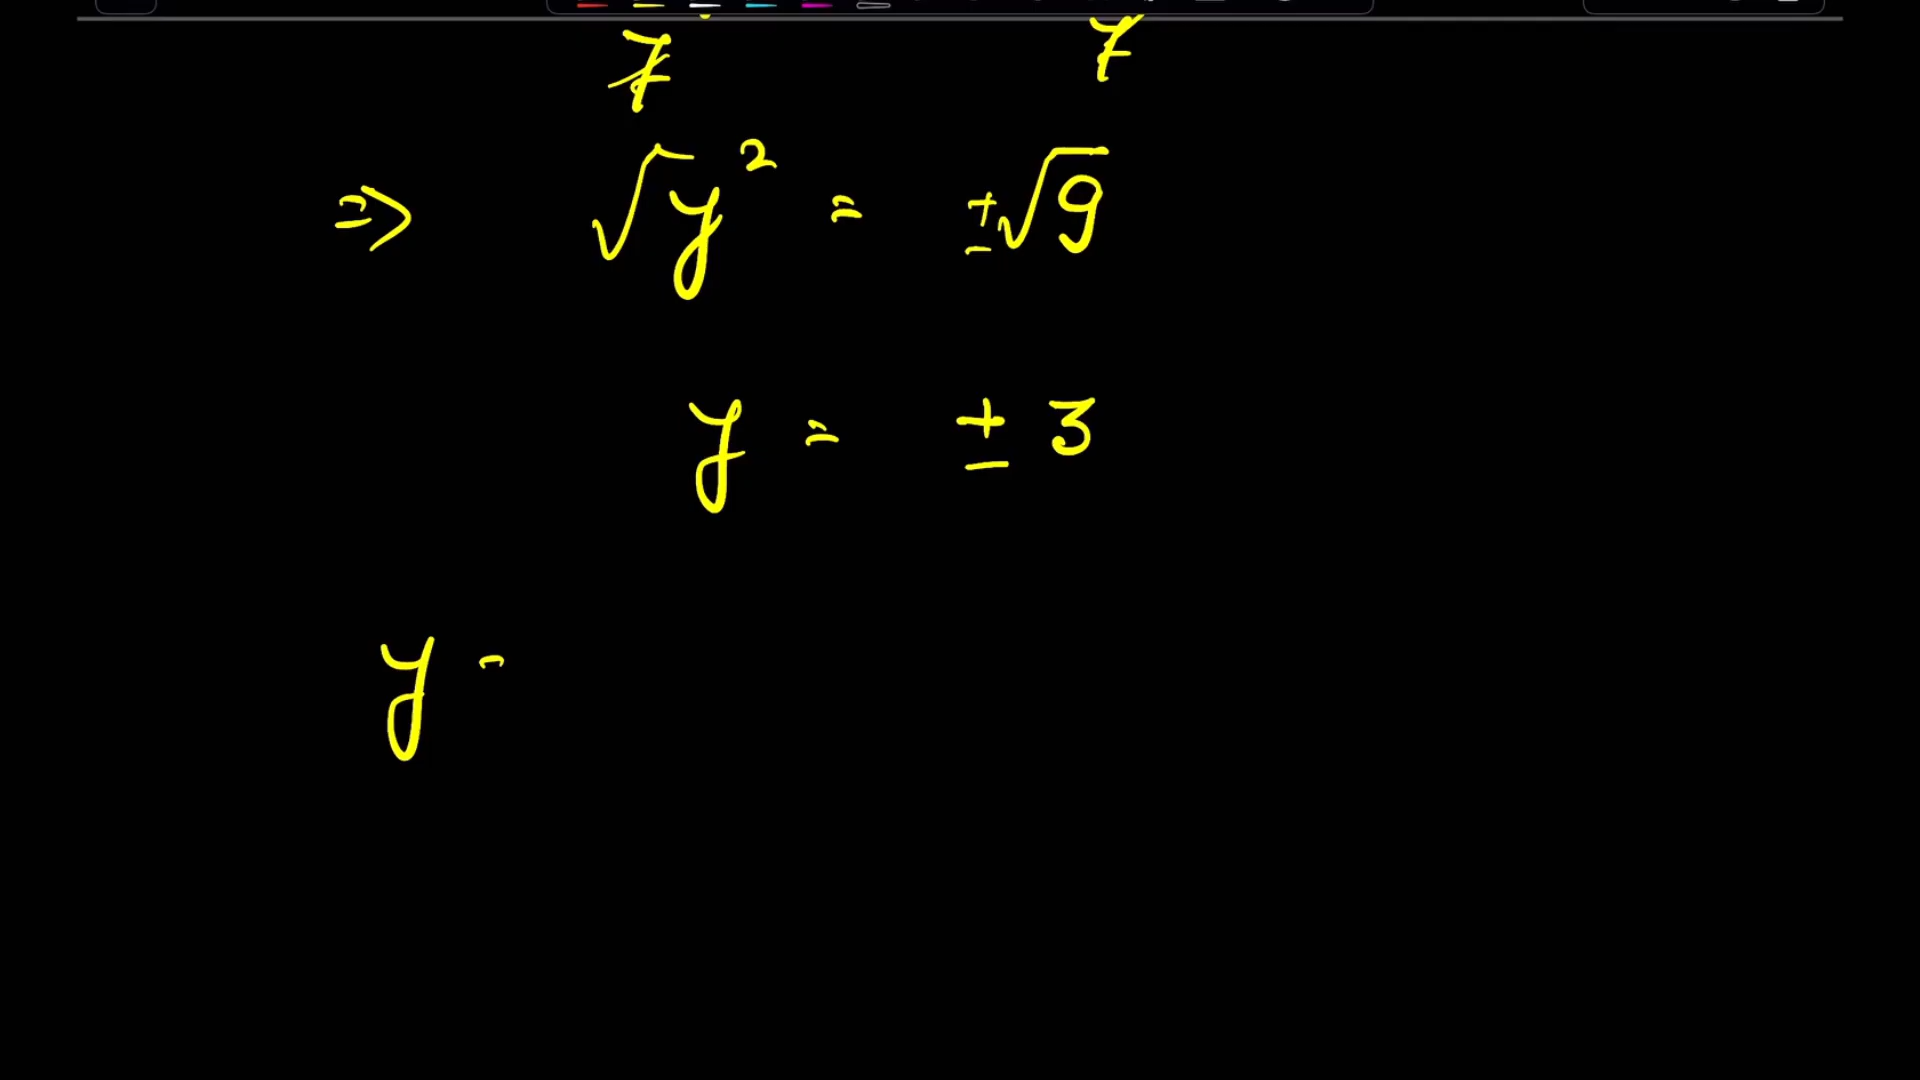 7 7
⇒ √y² = ±√9
y = ± 3
y -